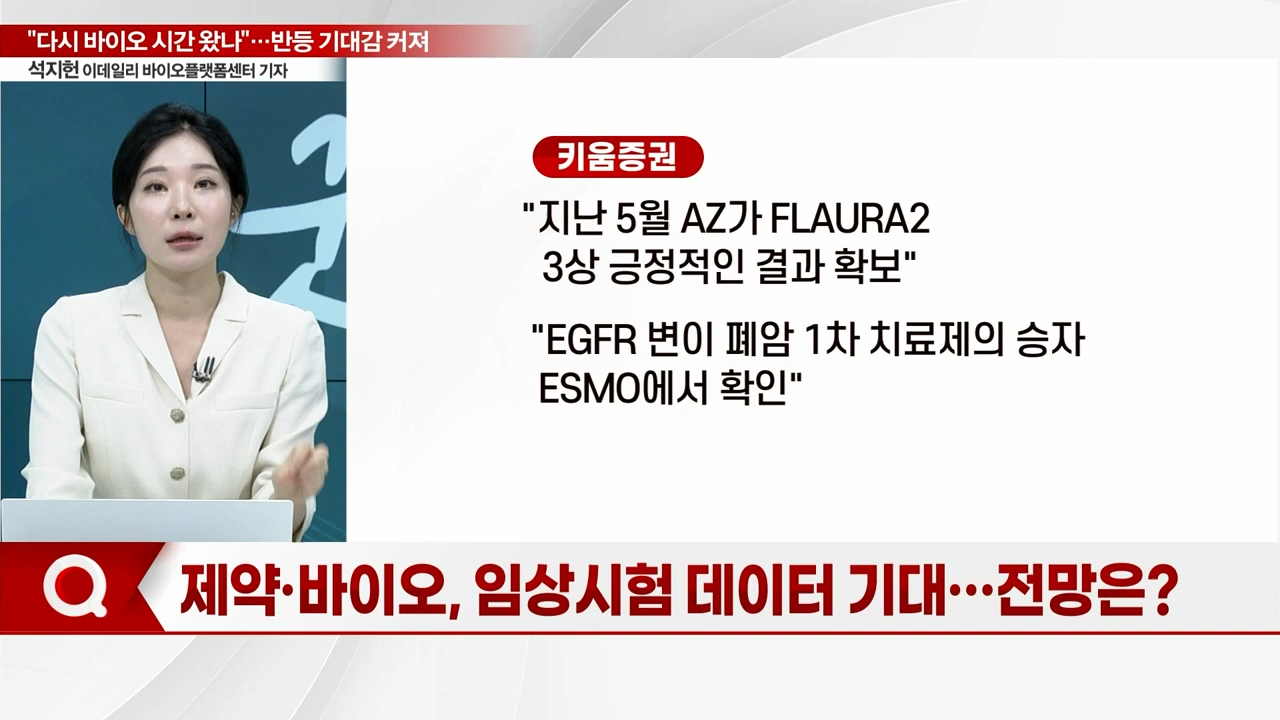 "다시 바이오 시간 왔나"…반등 기대감 커져
석지헌 이데일리 바이오플랫폼센터 기자
키움증권
"지난 5월 AZ가 FLAURA2
3상 긍정적인 결과 확보"
"EGFR 변이 폐암 1차 치료제의 승자
ESMO에서 확인"
Q 제약·바이오, 임상시험 데이터 기대…전망은?